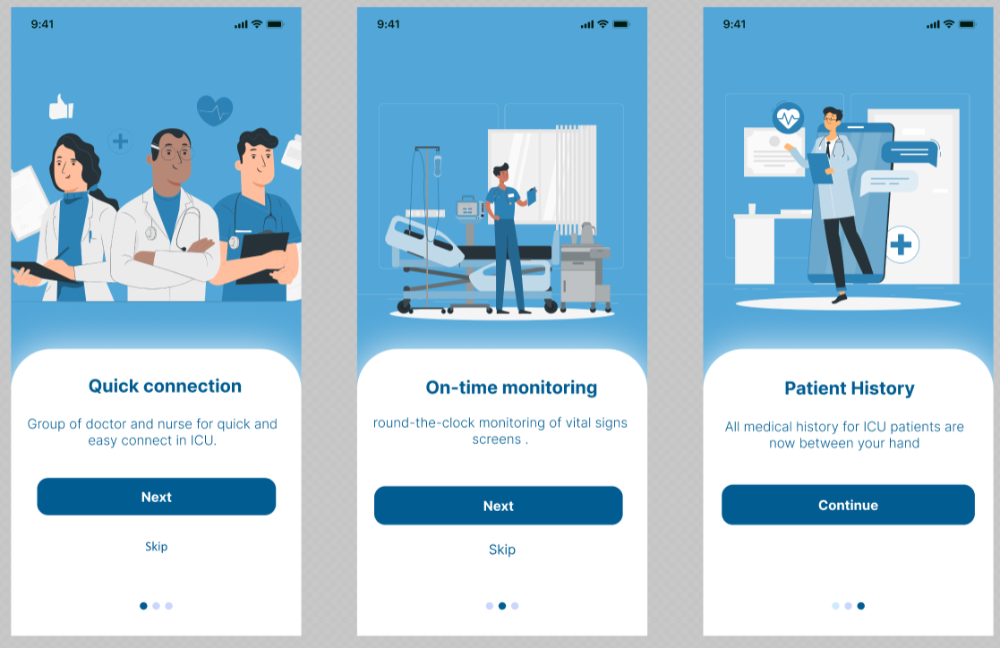 9:41
Quick connection
Group of doctor and nurse for quick and
easy connect in ICU.
Next
Skip
9:41
On-time monitoring
round-the-clock monitoring of vital signs
screens .
Next
Skip
9:41
Patient History
All medical history for ICU patients are
now between your hand
Continue